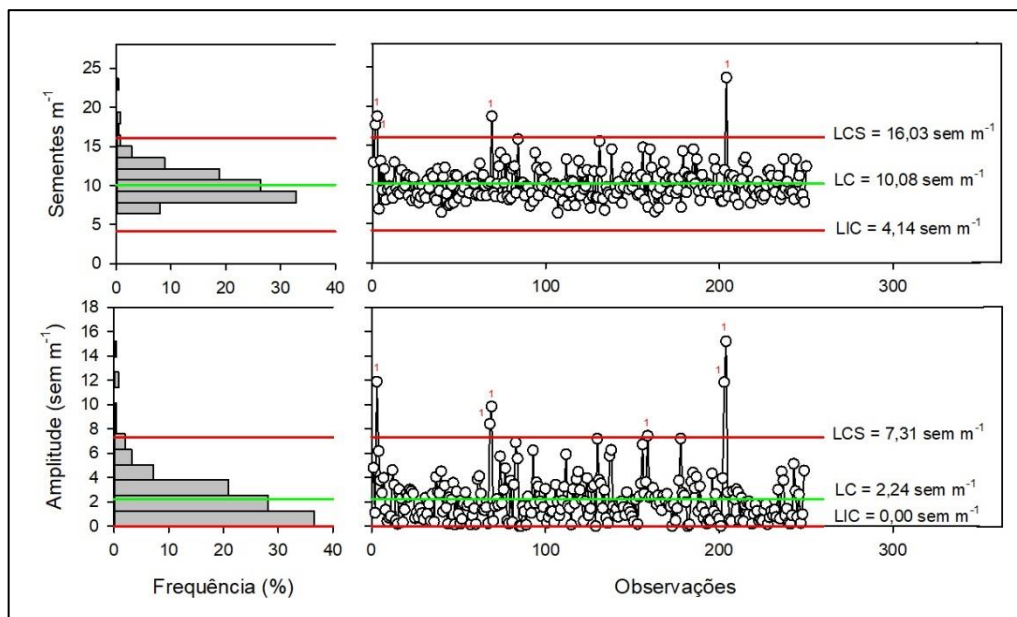 Sementes m⁻¹
25
20
15
10
5
0
0 10 20 30 40
1
1
1
1
LCS = 16,03 sem m⁻¹
LC = 10,08 sem m⁻¹
LIC = 4,14 sem m⁻¹
0 100 200 300
Amplitude (sem m⁻¹)
18
16
14
12
10
8
6
4
2
0
0 10 20 30 40
Frequência (%)
1
1
1
1
1
1
LCS = 7,31 sem m⁻¹
LC = 2,24 sem m⁻¹
LIC = 0,00 sem m⁻¹
0 100 200 300
Observações